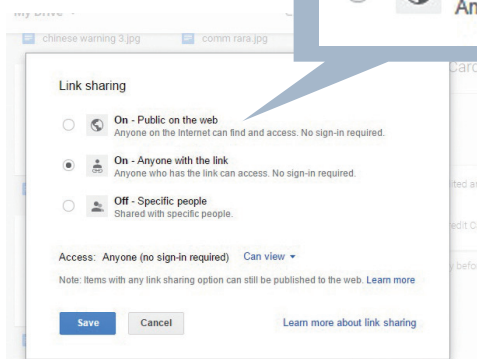 An
My Drive
chinese warning 3.jpg
comm rara.jpg
Card
Link sharing
On - Public on the web
Anyone on the Internet can find and access. No sign-in required.
On - Anyone with the link
Anyone who has the link can access. No sign-in required.
Off - Specific people
Shared with specific people.
Access: Anyone (no sign-in required) Can view
Note: Items with any link sharing option can still be published to the web. Learn more
Save Cancel Learn more about link sharing